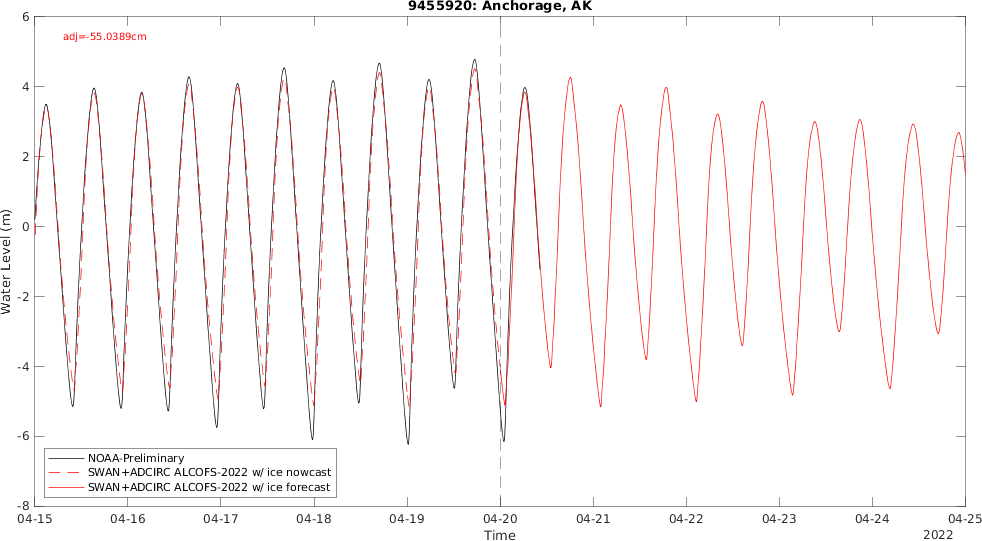 9455920: Anchorage, AK
adj=-55.0389cm
6
4
2
0
-2
-4
-6
-8
Water Level (m)
NOAA-Preliminary
SWAN+ADCIRC ALCOFS-2022 w/ ice nowcast
SWAN+ADCIRC ALCOFS-2022 w/ ice forecast
04-15 04-16 04-17 04-18 04-19 04-20 04-21 04-22 04-23 04-24 04-25
Time
2022